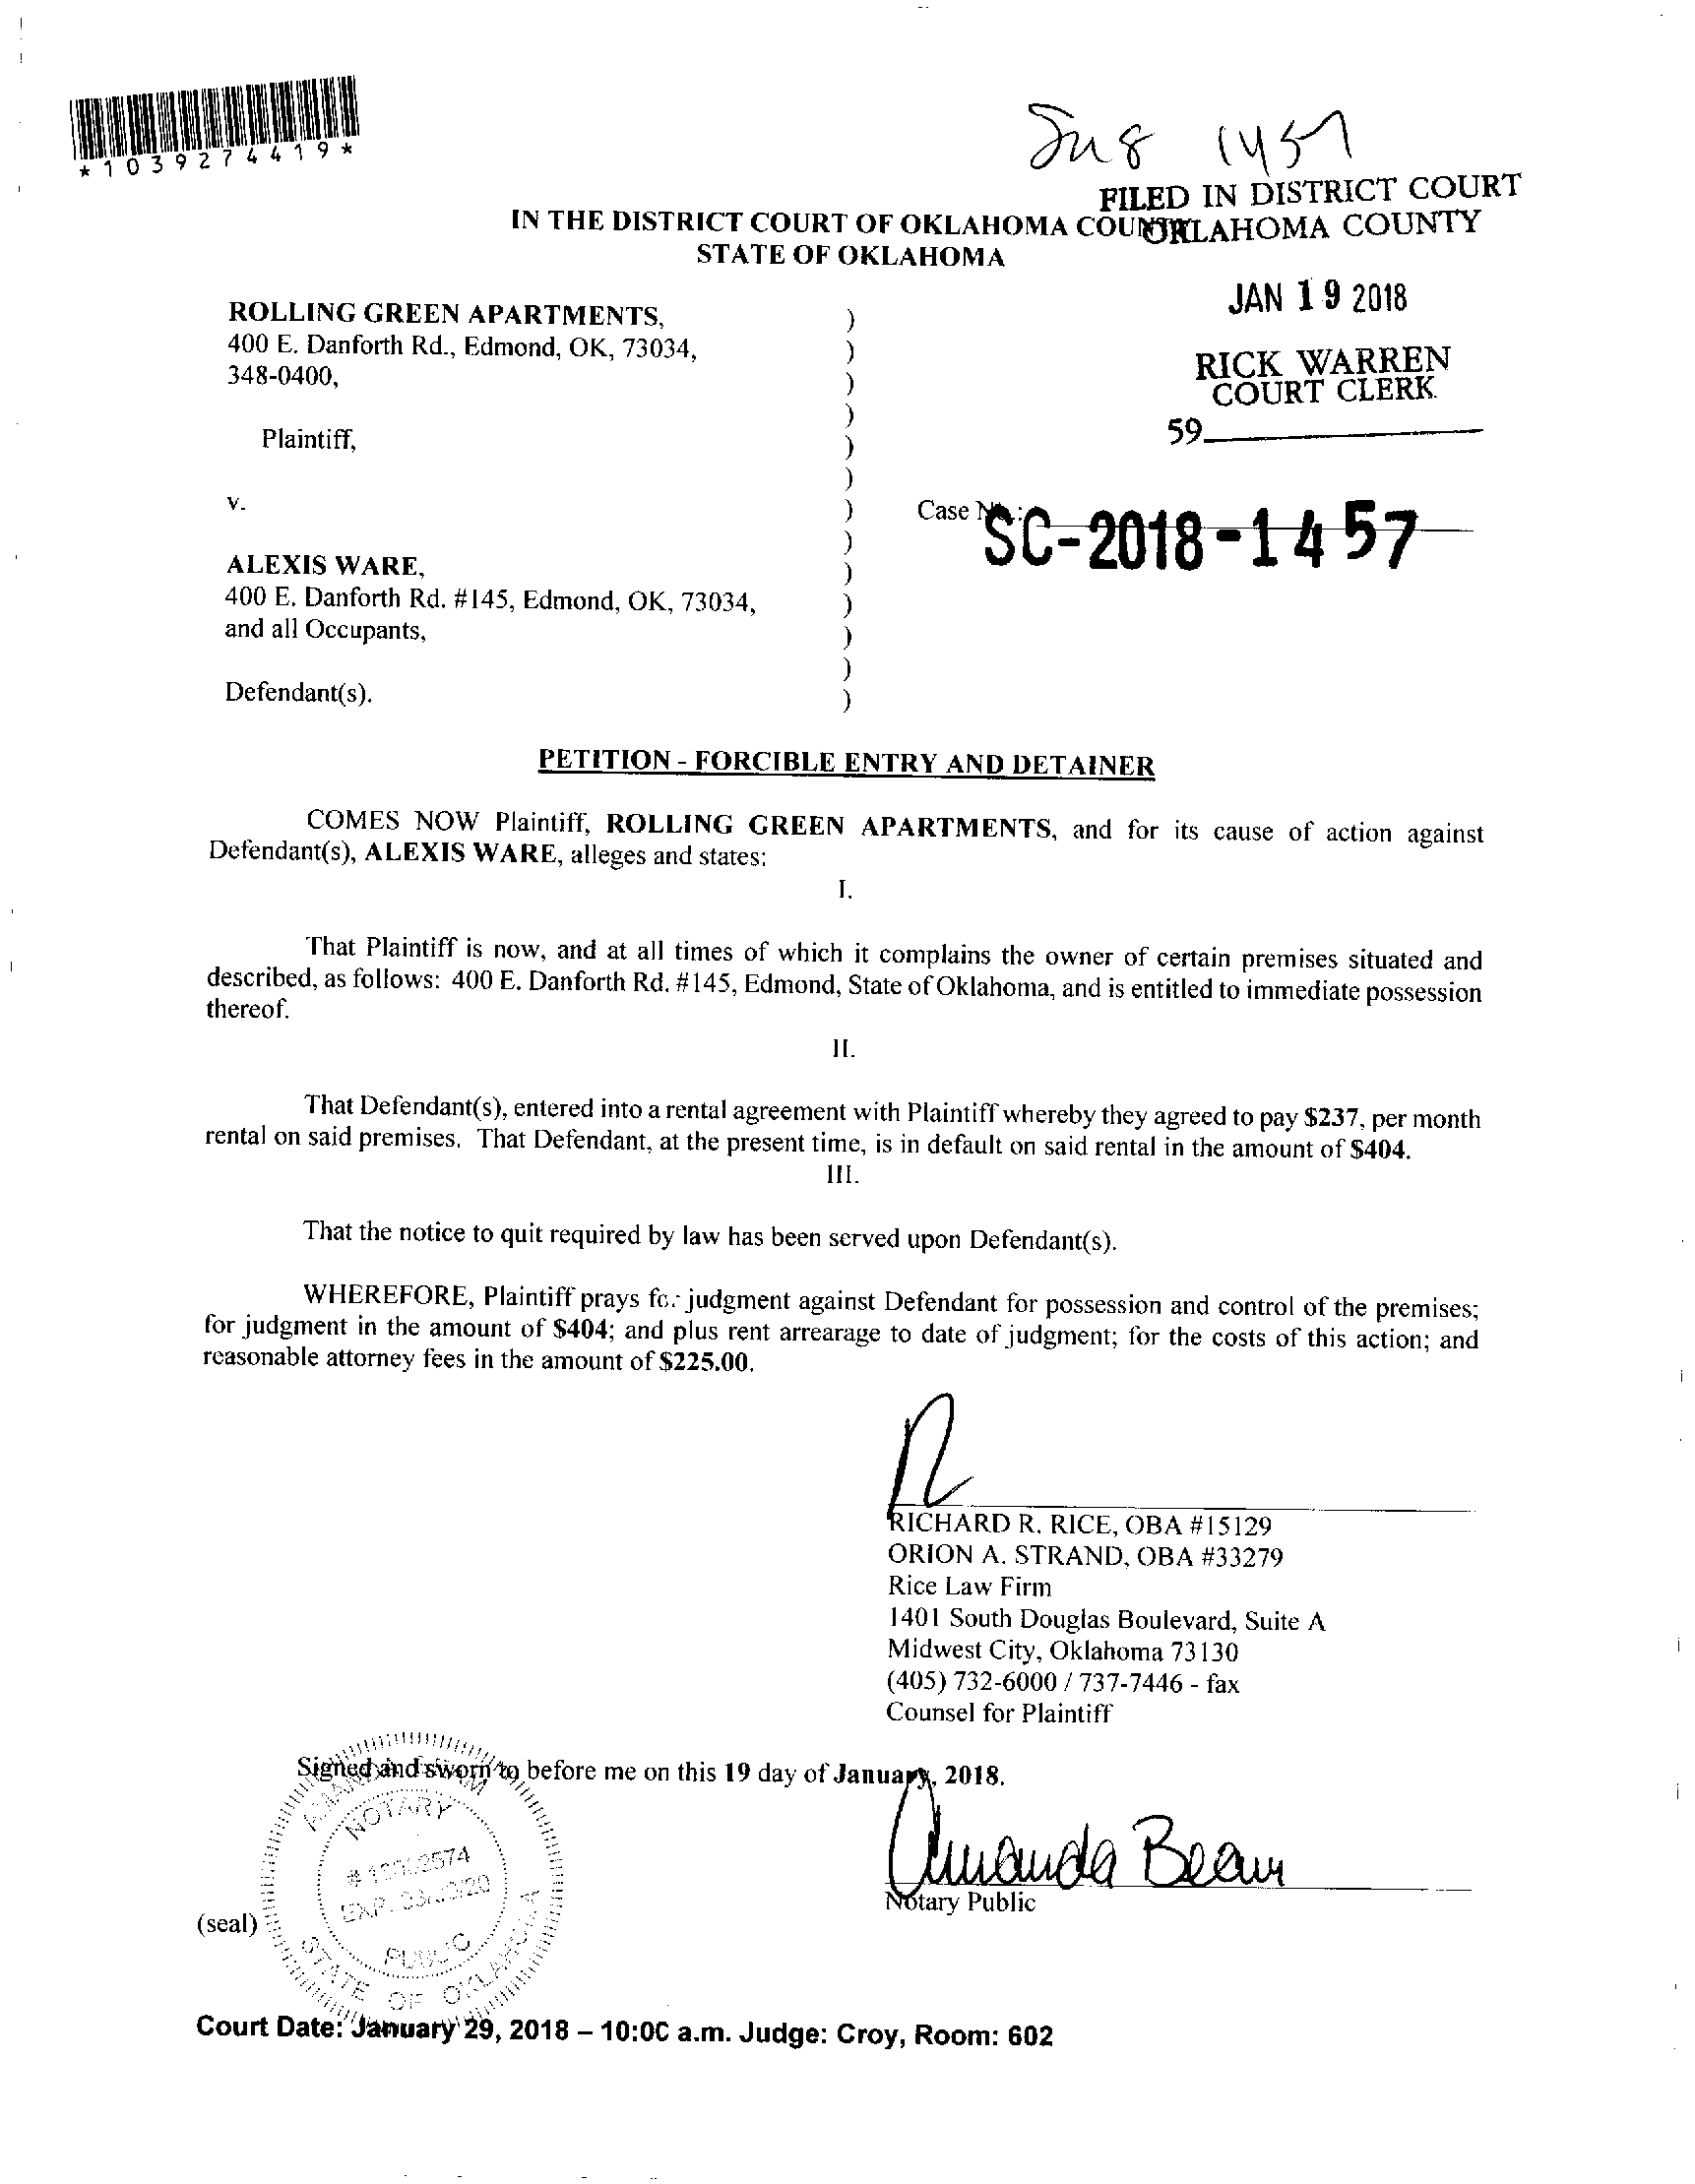 *1039274419*
Sn8 1457
FILED IN DISTRICT COURT
OKLAHOMA COUNTY
IN THE DISTRICT COURT OF OKLAHOMA COUNTY
STATE OF OKLAHOMA
JAN 19 2018
RICK WARREN
COURT CLERK
59
ROLLING GREEN APARTMENTS, )
400 E. Danforth Rd., Edmond, OK, 73034, )
348-0400, )
)
Plaintiff, )
)
v. )
)
Case No.: SC-2018-1457
ALEXIS WARE, )
400 E. Danforth Rd. #145, Edmond, OK, 73034, )
and all Occupants, )
)
Defendant(s). )
PETITION - FORCIBLE ENTRY AND DETAINER
COMES NOW Plaintiff, ROLLING GREEN APARTMENTS, and for its cause of action against
Defendant(s), ALEXIS WARE, alleges and states:
I.
That Plaintiff is now, and at all times of which it complains the owner of certain premises situated and
described, as follows: 400 E. Danforth Rd. #145, Edmond, State of Oklahoma, and is entitled to immediate possession
thereof.
II.
That Defendant(s), entered into a rental agreement with Plaintiff whereby they agreed to pay $237, per month
rental on said premises. That Defendant, at the present time, is in default on said rental in the amount of $404.
III.
That the notice to quit required by law has been served upon Defendant(s).
WHEREFORE, Plaintiff prays for judgment against Defendant for possession and control of the premises;
for judgment in the amount of $404; and plus rent arrearage to date of judgment; for the costs of this action; and
reasonable attorney fees in the amount of $225.00.
RICHARD R. RICE, OBA #15129
ORION A. STRAND, OBA #33279
Rice Law Firm
1401 South Douglas Boulevard, Suite A
Midwest City, Oklahoma 73130
(405) 732-6000 / 737-7446 - fax
Counsel for Plaintiff
Signed and sworn to before me on this 19 day of January, 2018.
Amanda Beam
Notary Public
NOTARY
PUBLIC
STATE OF OKLAHOMA
(seal)
Court Date: January 29, 2018 – 10:00 a.m. Judge: Croy, Room: 602